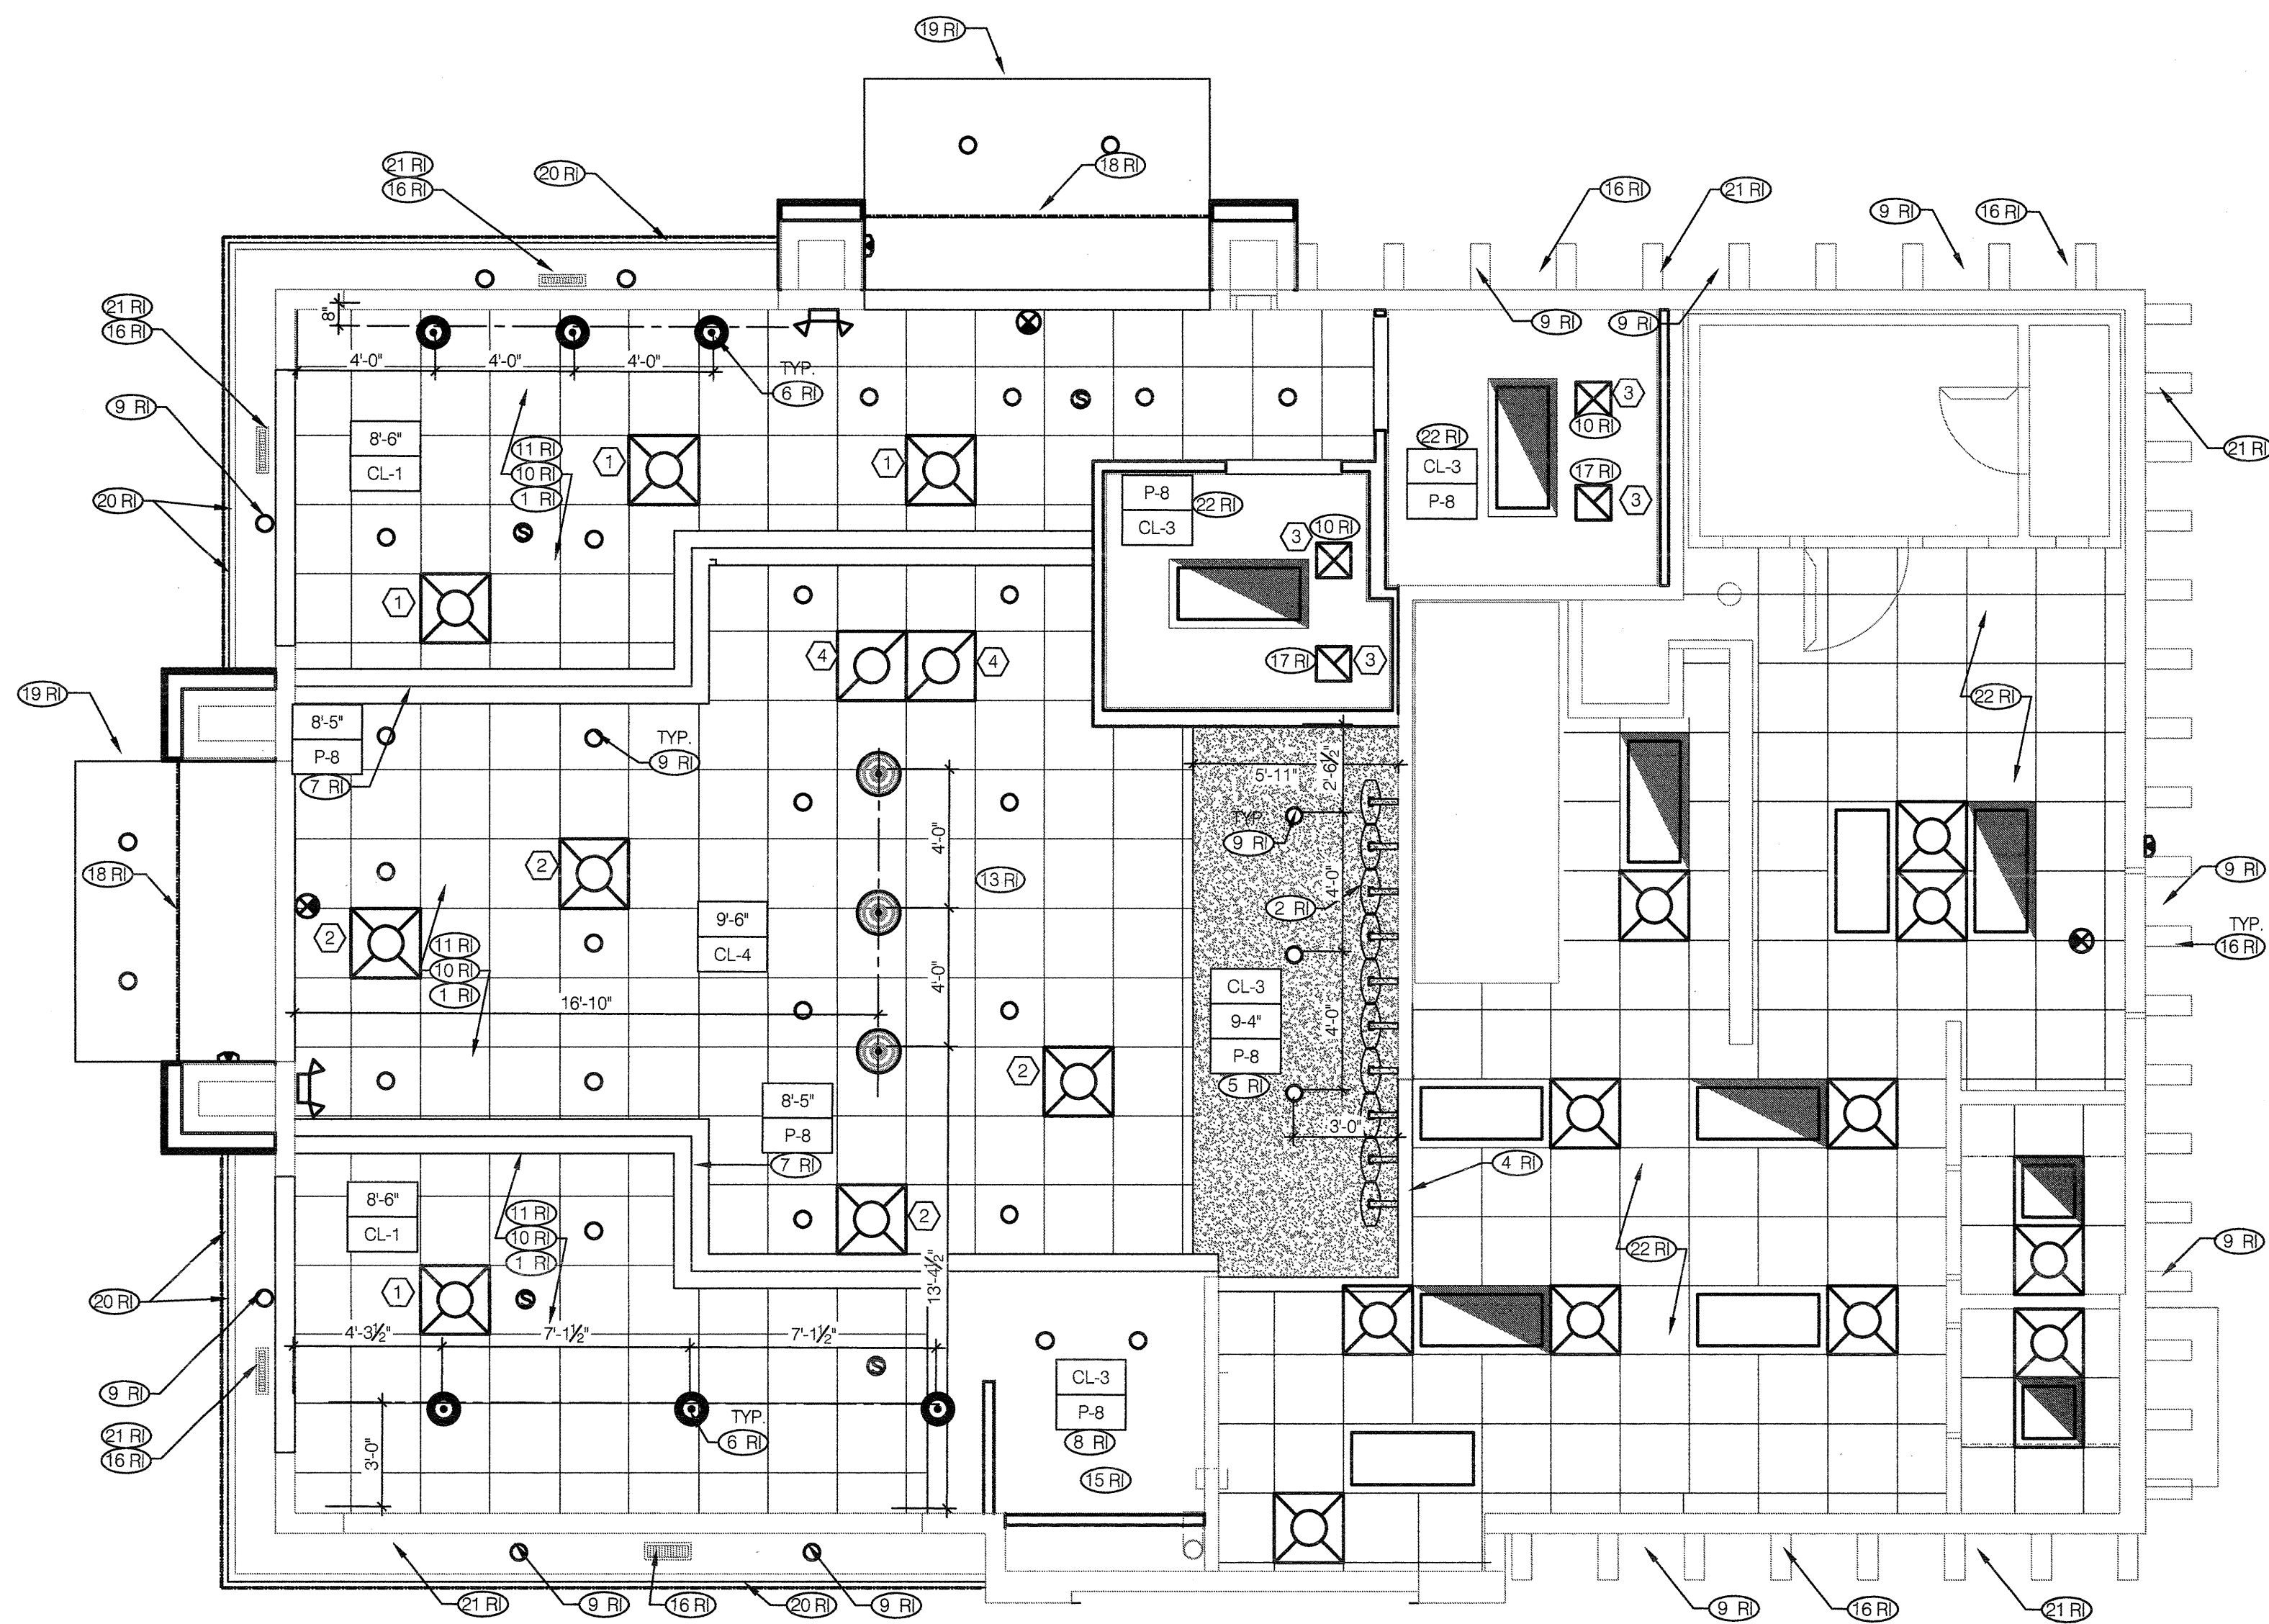 19 RI
21 RI
16 RI
20 RI
18 RI
16 RI
21 RI
9 RI
16 RI
21 RI
16 RI
8"
9 RI
9 RI
4'-0"
4'-0"
4'-0"
TYP.
6 RI
9 RI
20 RI
8'-6"
CL-1
11 RI
10 RI
1 RI
1
1
1
22 RI
CL-3
P-8
3
10 RI
17 RI
3
21 RI
P-8
CL-3
22 RI
3
10 RI
17 RI
3
4
4
22 RI
19 RI
8'-5"
P-8
7 RI
TYP.
9 RI
5'-11"
2'-6½"
TYP.
9 RI
4'-0"
13 RI
2 RI
4'-0"
18 RI
2
2
11 RI
10 RI
1 RI
9'-6"
CL-4
4'-0"
16'-10"
CL-3
9-4"
P-8
5 RI
4'-0"
9 RI
TYP.
16 RI
2
8'-5"
P-8
7 RI
3'-0"
4 RI
22 RI
9 RI
8'-6"
CL-1
11 RI
10 RI
1 RI
1
2
13'-4½"
20 RI
4'-3½"
7'-1½"
7'-1½"
9 RI
21 RI
16 RI
3'-0"
TYP.
6 RI
CL-3
P-8
8 RI
15 RI
21 RI
9 RI
16 RI
20 RI
9 RI
9 RI
16 RI
21 RI